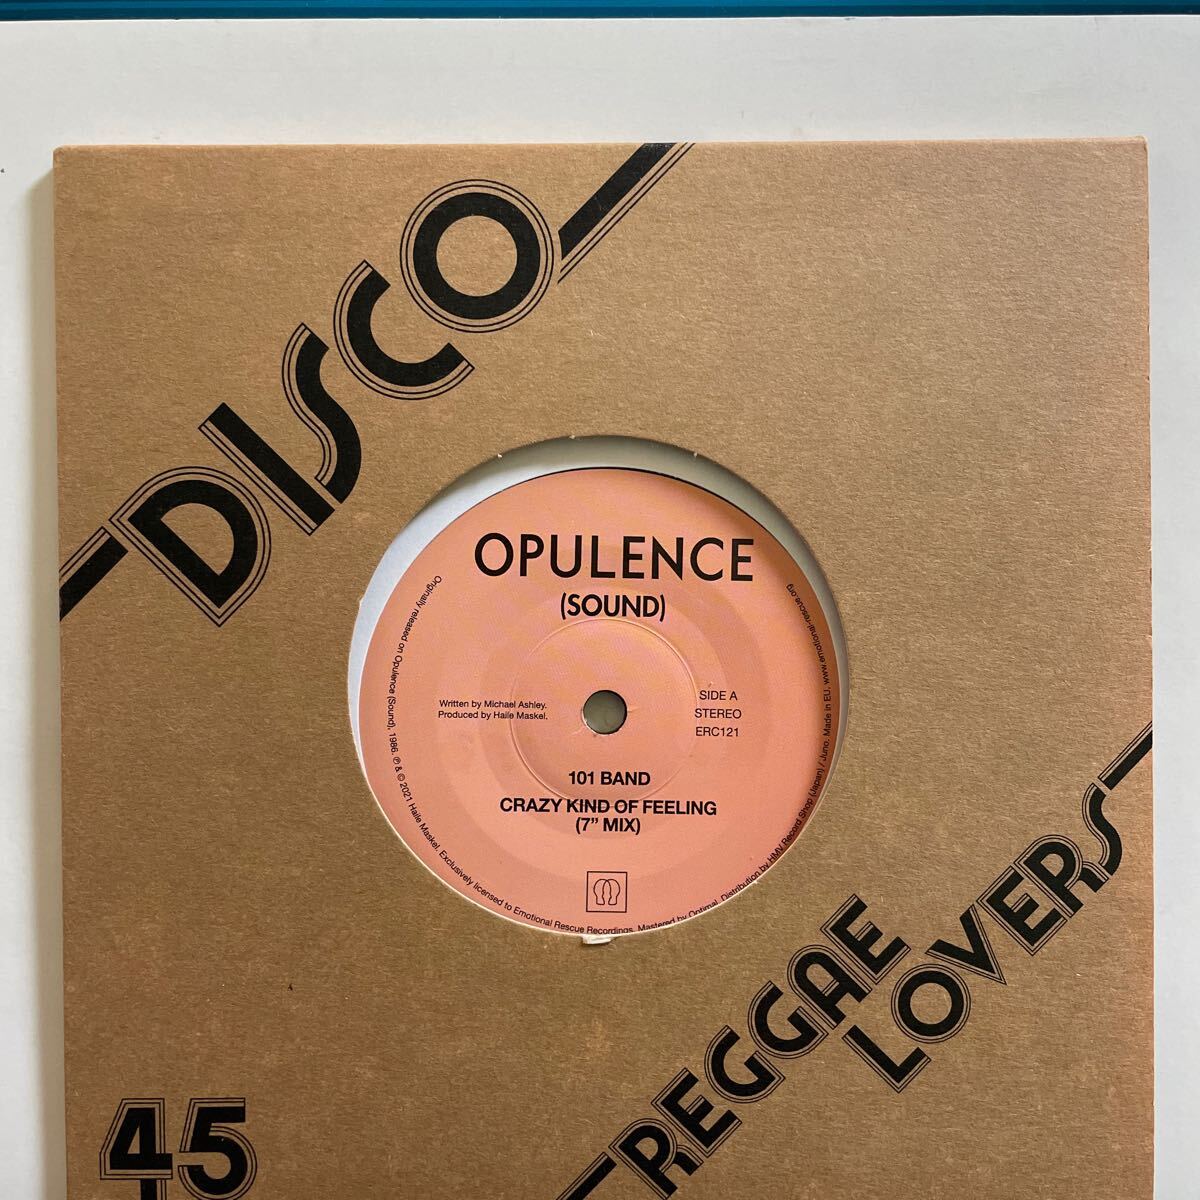 DISCO
OPULENCE
(SOUND)
Written by Michael Ashley.
Produced by Haile Maskel.
SIDE A
STEREO
ERC121
101 BAND
CRAZY KIND OF FEELING
(7” MIX)
Originally released on Opulence (Sound), 1986. ℗ & © 2021 Haile Maskel. Exclusively licensed to Emotional Rescue Recordings. Mastered by Optimal. Distribution by HMV Record Shop (Japan) / Juno. Made in EU. www.emotional-rescue.org
REGGAE
LOVERS
45